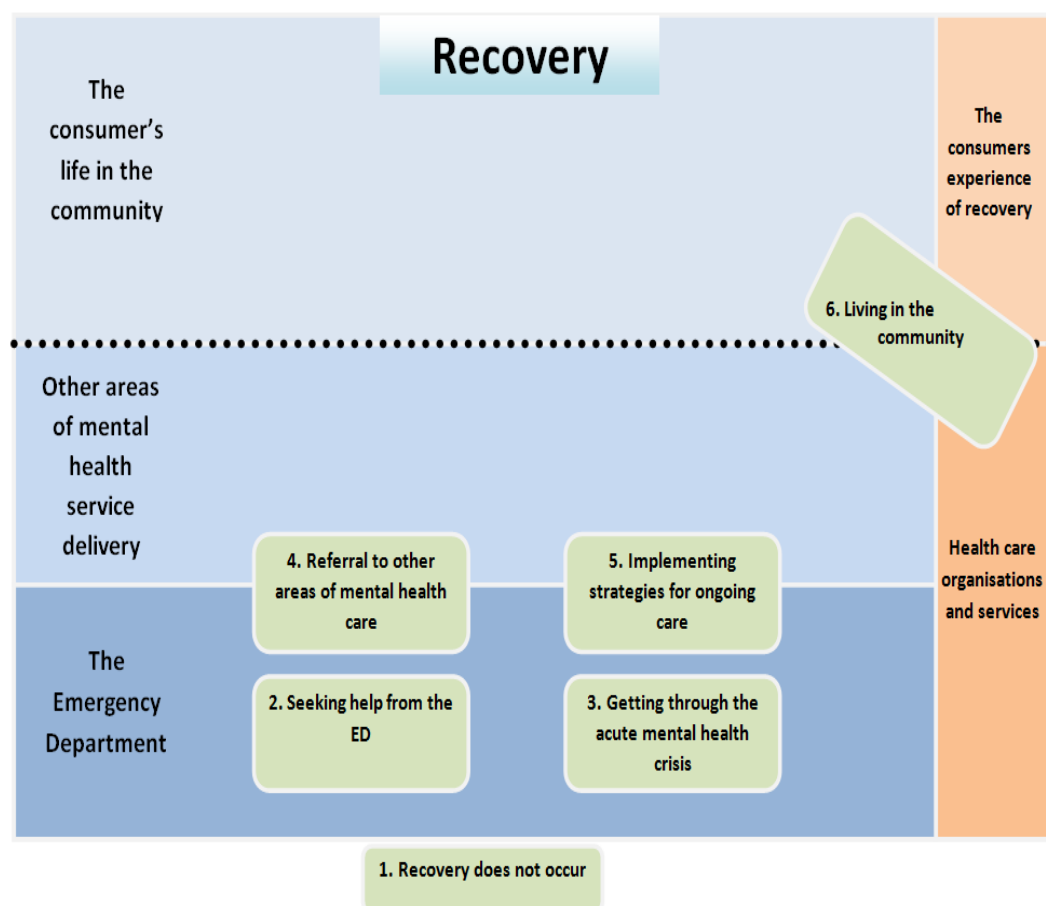 Recovery
The
consumer's
life in the
community
The
consumers
experience
of recovery
6. Living in the
community
Other areas
of mental
health
service
delivery
4. Referral to other
areas of mental health
care
5. Implementing
strategies for ongoing
care
Health care
organisations
and services
The
Emergency
Department
2. Seeking help from the
ED
3. Getting through the
acute mental health
crisis
1. Recovery does not occur